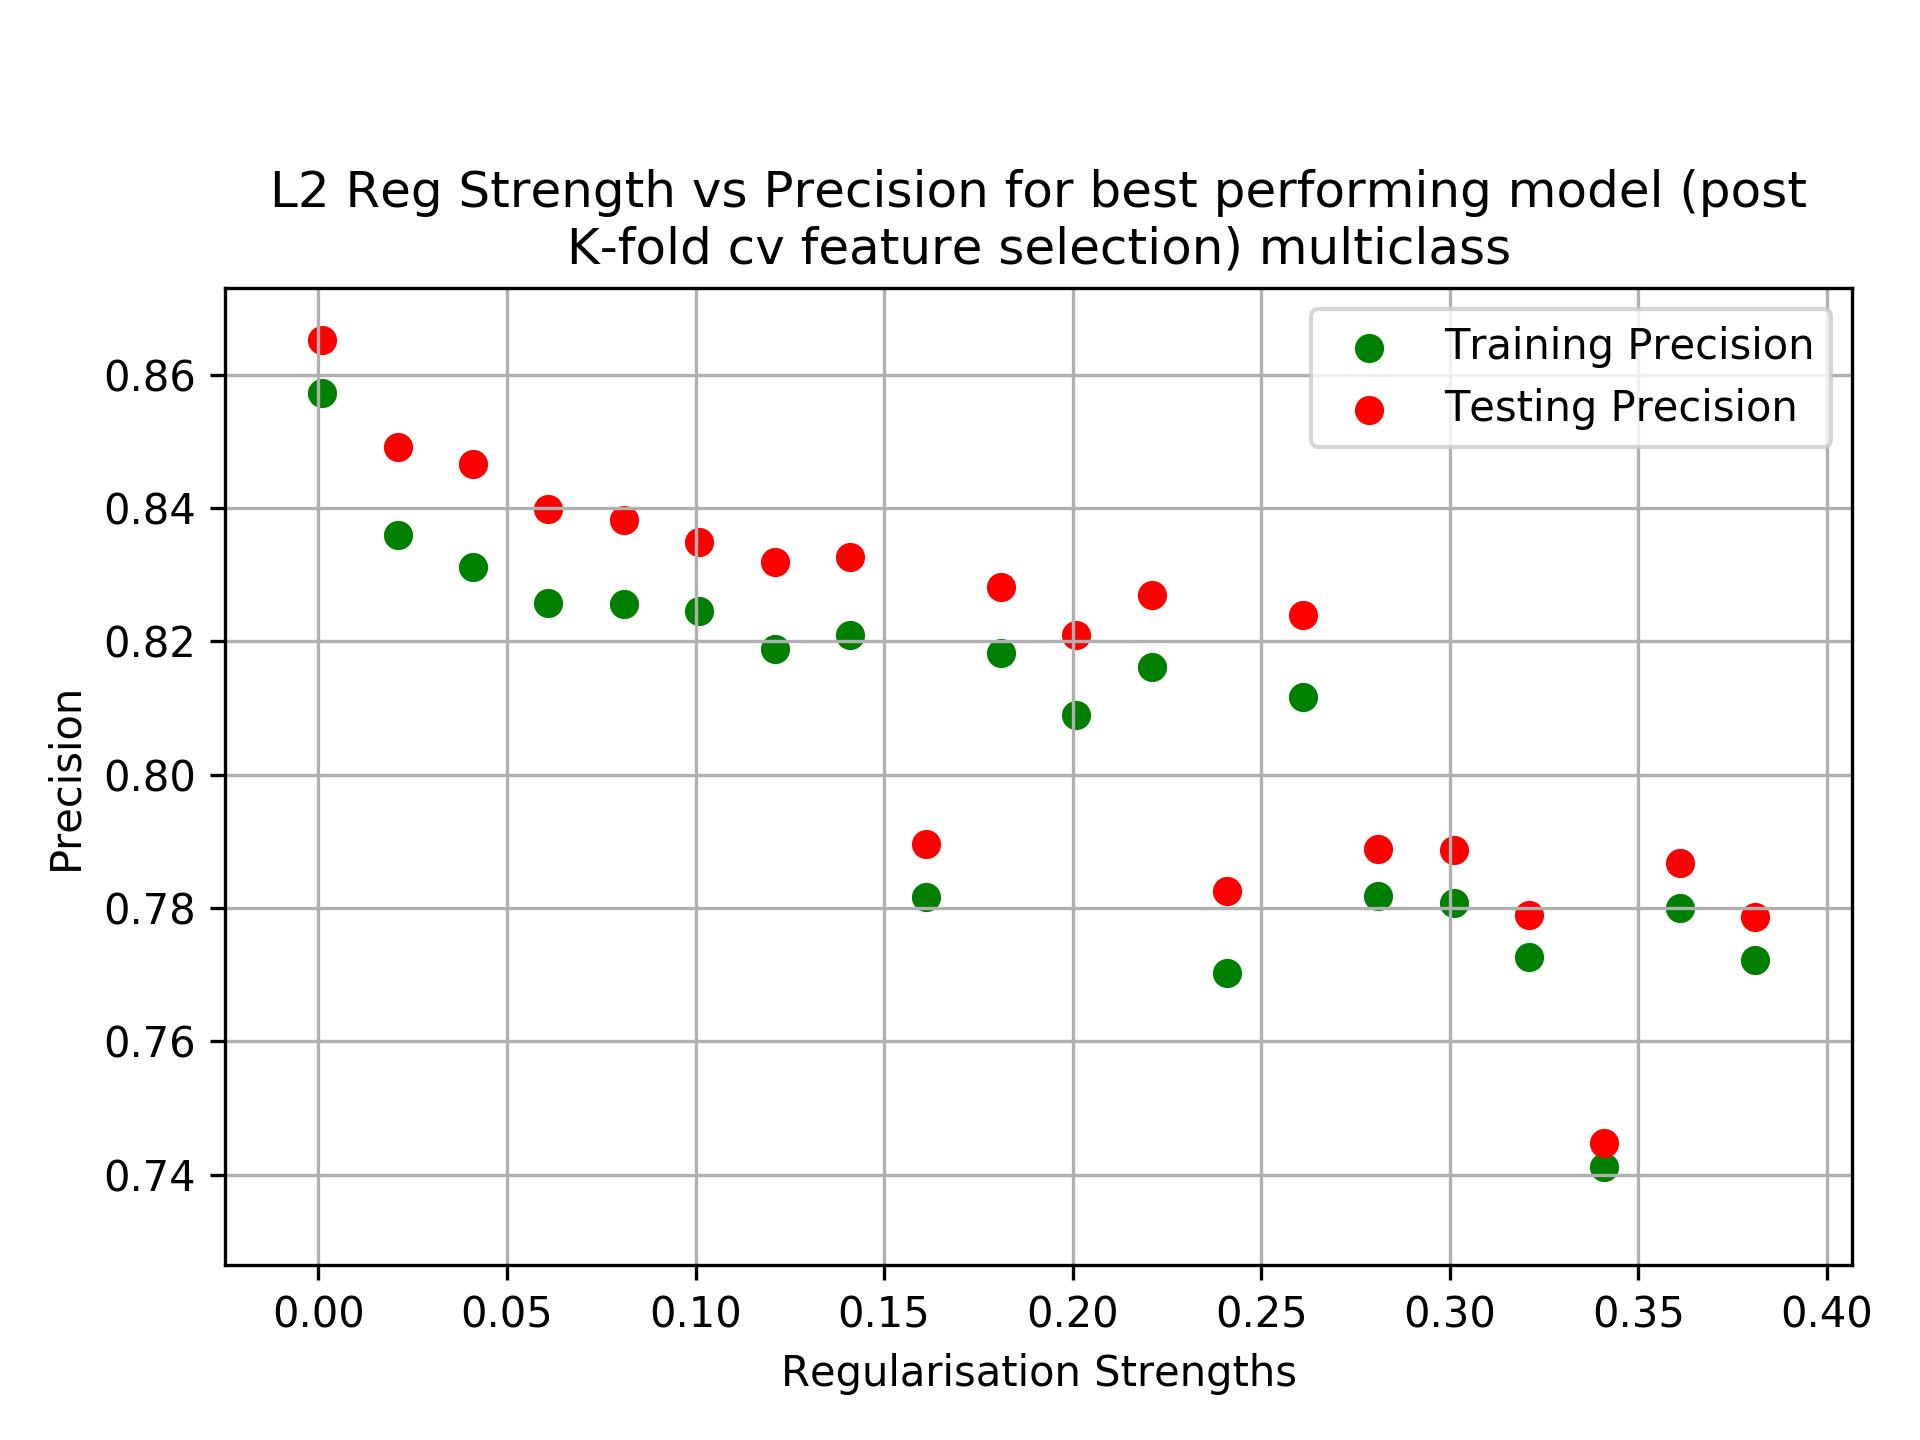 L2 Reg Strength vs Precision for best performing model (post
K-fold cv feature selection) multiclass
Training Precision
Testing Precision
0.86
0.84
0.82
0.80
0.78
0.76
0.74
Precision
0.00 0.05 0.10 0.15 0.20 0.25 0.30 0.35 0.40
Regularisation Strengths